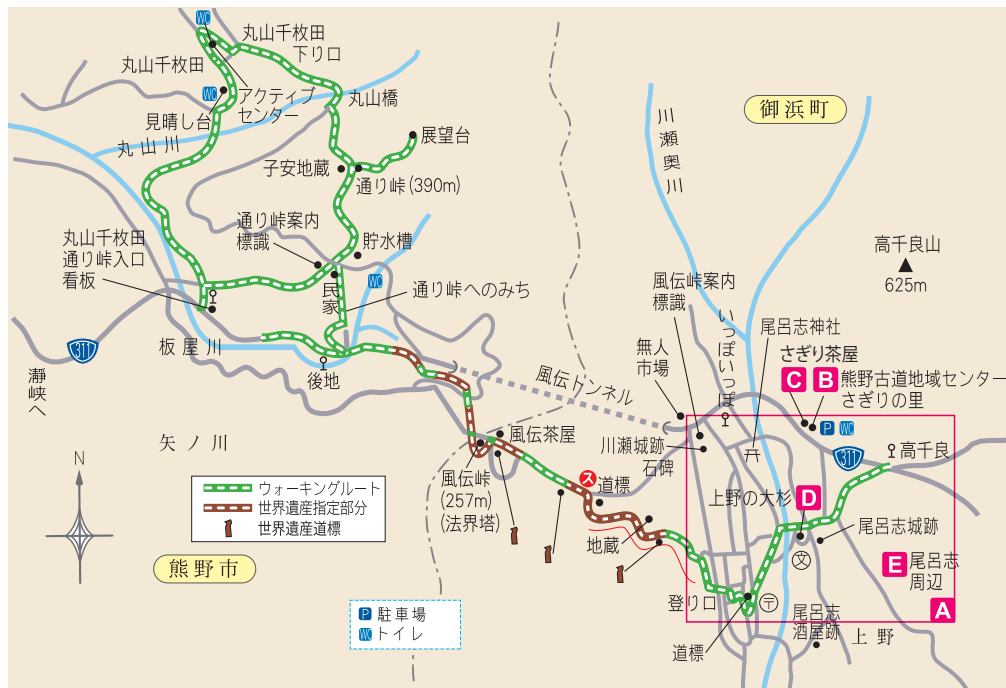 WC
丸山千枚田
下り口
丸山千枚田
丸山橋
WC
アクティブ
センター
見晴し台
丸山川
展望台
子安地蔵
通り峠(390m)
通り峠案内
標識
貯水槽
丸山千枚田
通り峠入口
看板
民家
WC
通り峠へのみち
311
板屋川
後地
瀞峡へ
矢ノ川
御浜町
川瀬奥川
高千良山
625m
風伝峠案内
標識
いっぽいっぽ
尾呂志神社
無人
市場
さぎり茶屋
C
B
熊野古道地域センター
さぎりの里
P
WC
風伝トンネル
川瀬城跡
石碑
311
高千良
風伝茶屋
風伝峠
(257m)
(法界塔)
ス
道標
上野の大杉
D
尾呂志城跡
地蔵
文
E
尾呂志
周辺
登り口
〒
A
尾呂志
酒屋跡
上野
道標
N
ウォーキングルート
世界遺産指定部分
世界遺産道標
熊野市
P 駐車場
WC トイレ